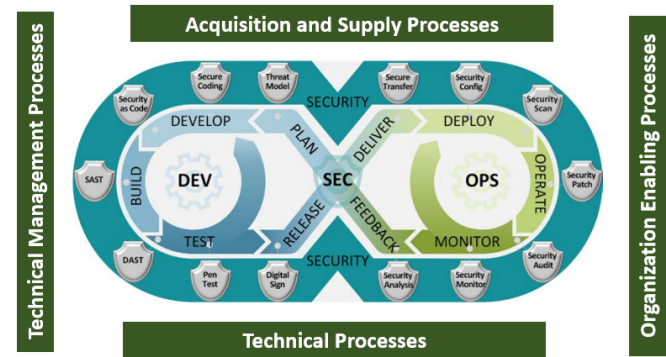 Acquisition and Supply Processes
Technical Management Processes
Organization Enabling Processes
Secure
Coding
Threat
Model
Secure
Transfer
Security
Config
Security
as Code
SECURITY
Security
Scan
DEVELOP
PLAN
DELIVER
DEPLOY
SAST
BUILD
DEV
SEC
OPS
OPERATE
Security
Patch
TEST
RELEASE
FEEDBACK
MONITOR
DAST
SECURITY
Security
Audit
Pen
Test
Digital
Sign
Security
Analysis
Security
Monitor
Technical Processes